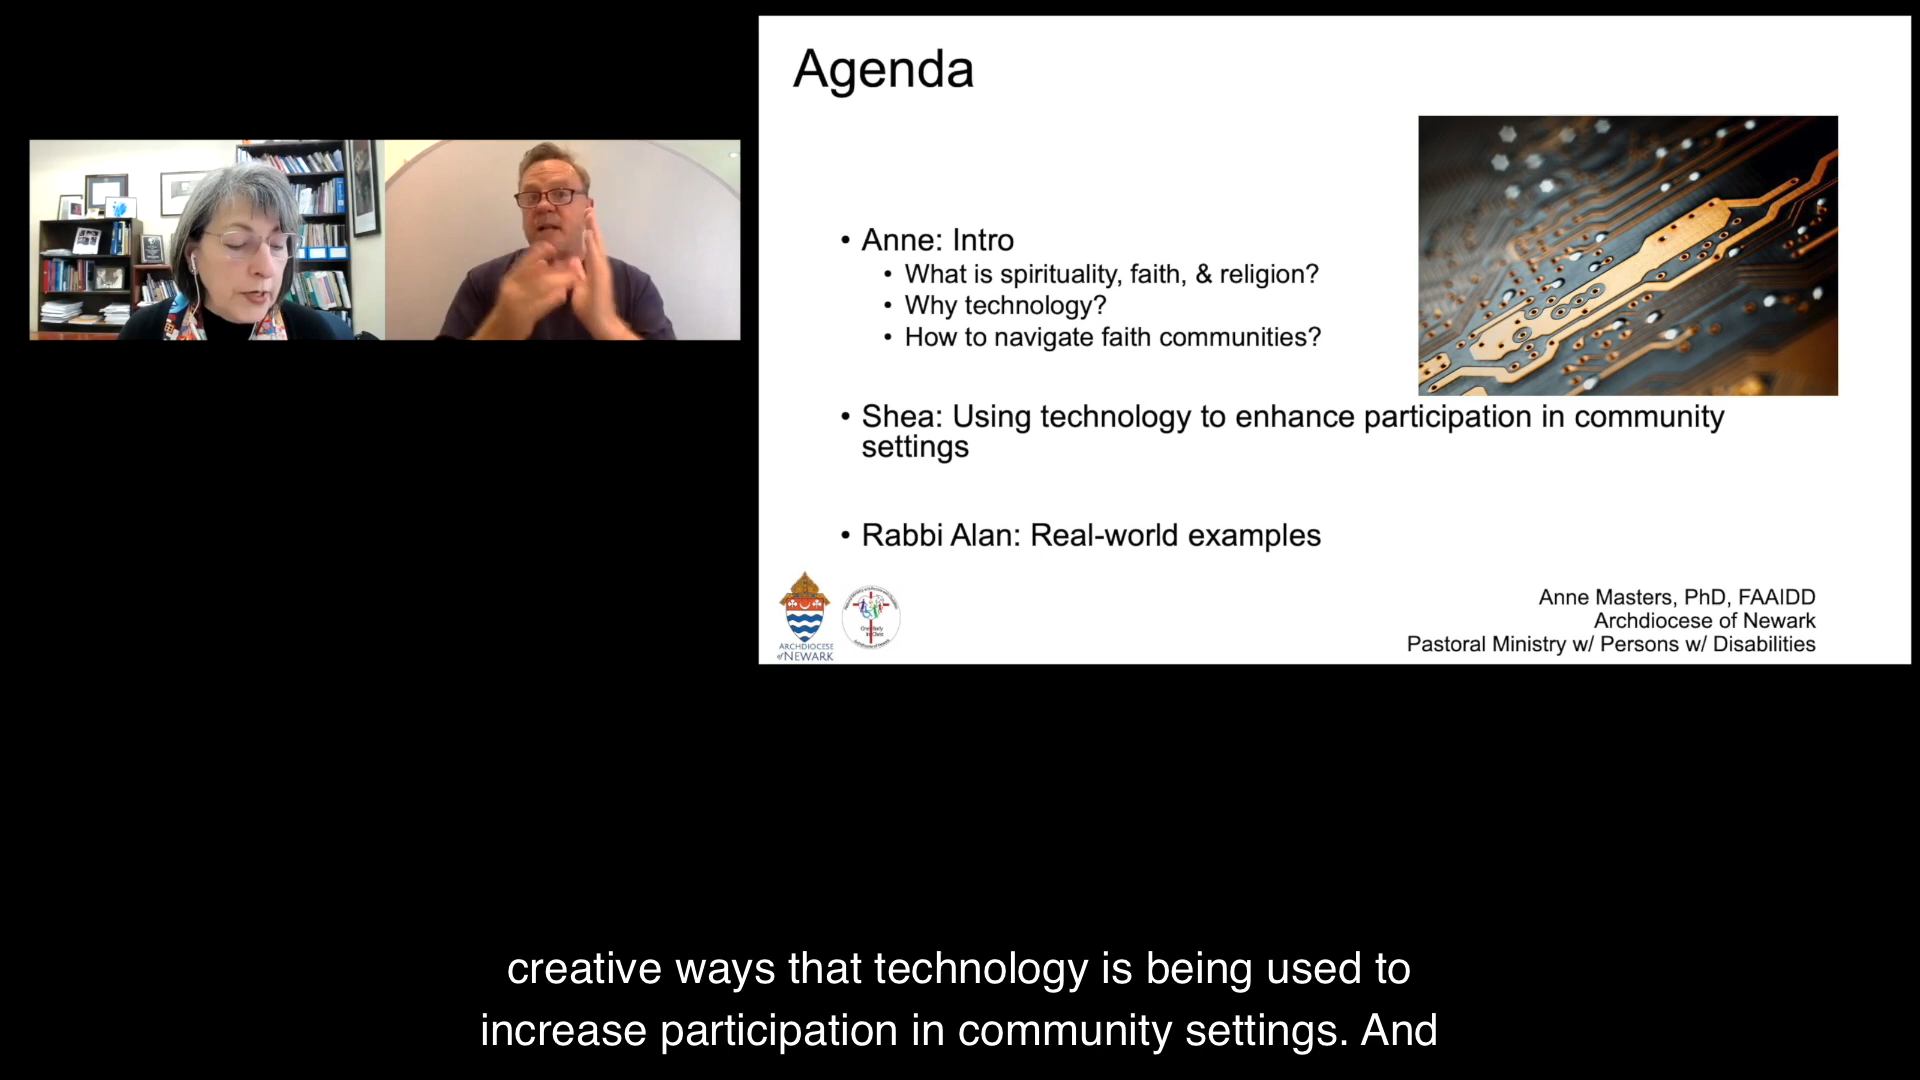 Agenda
• Anne: Intro
• What is spirituality, faith, & religion?
• Why technology?
• How to navigate faith communities?
• Shea: Using technology to enhance participation in community
settings
• Rabbi Alan: Real-world examples
ARCHDIOCESE
of NEWARK
Anne Masters, PhD, FAAIDD
Archdiocese of Newark
Pastoral Ministry w/ Persons w/ Disabilities
creative ways that technology is being used to
increase participation in community settings. And